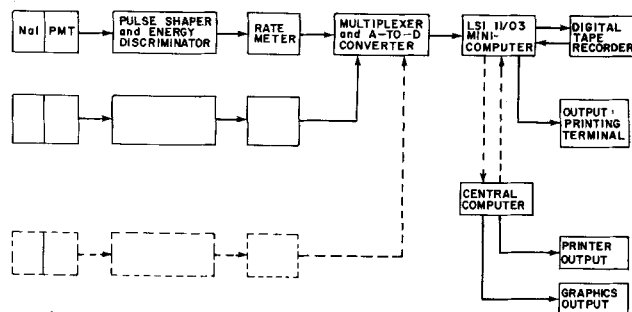 NaI PMT
PULSE SHAPER
and ENERGY
DISCRIMINATOR
RATE
METER
MULTIPLEXER
and A-TO-D
CONVERTER
LSI 11/03
MINI-
COMPUTER
DIGITAL
TAPE
RECORDER
OUTPUT:
PRINTING
TERMINAL
CENTRAL
COMPUTER
PRINTER
OUTPUT
GRAPHICS
OUTPUT